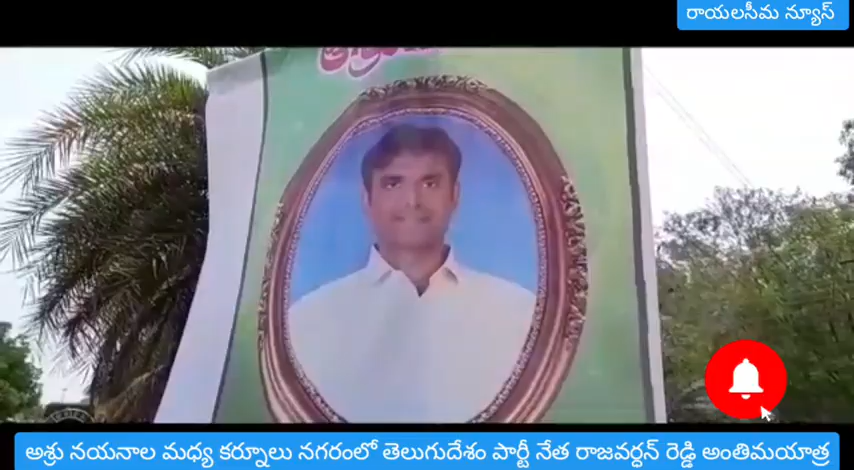 రాయలసీమ న్యూస్
అశ్రు నయనాల మధ్య కర్నూలు నగరంలో తెలుగుదేశం పార్టీ నేత రాజవర్ధన్ రెడ్డి అంతిమయాత్ర